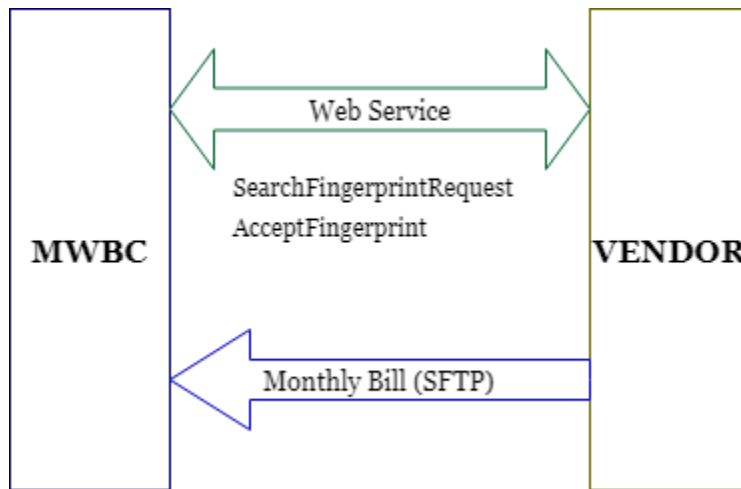 Web Service
SearchFingerprintRequest
AcceptFingerprint
MWBC
VENDOR
Monthly Bill (SFTP)